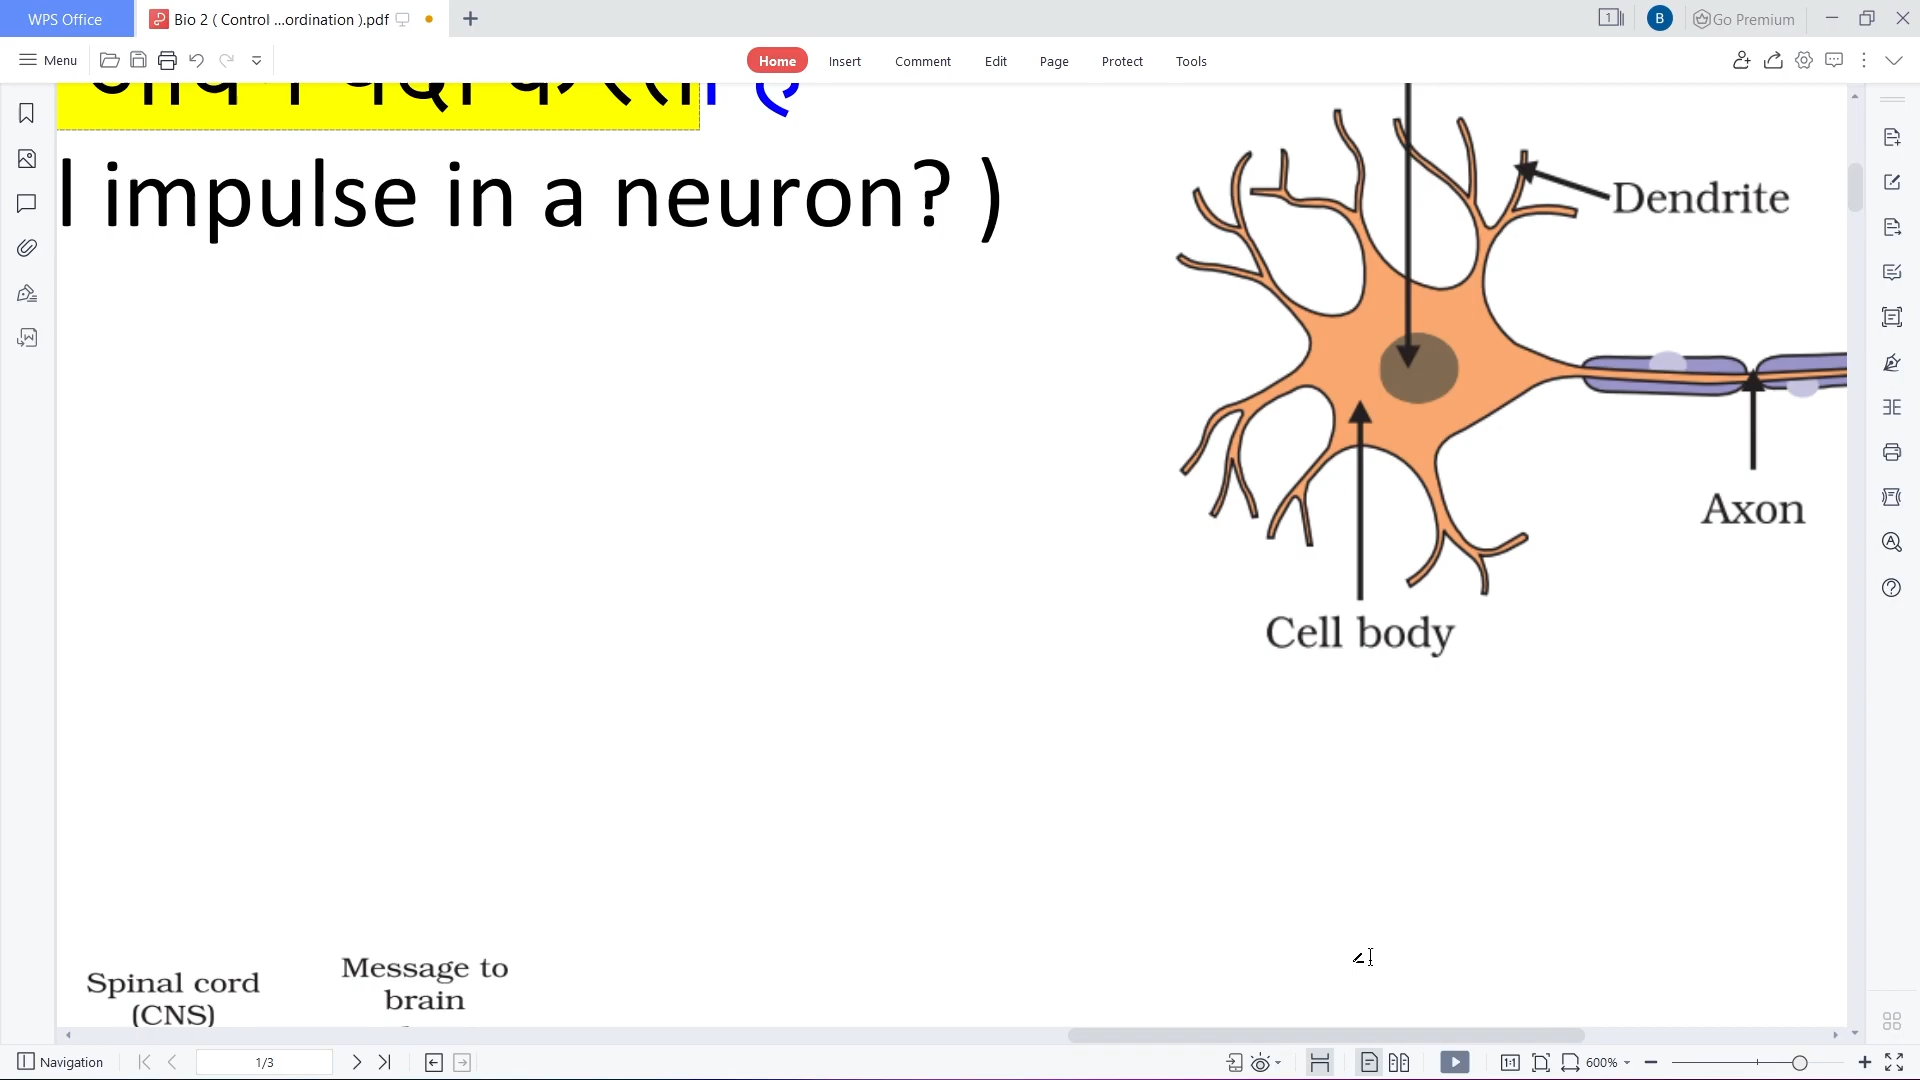 WPS Office
Bio 2 ( Control ...ordination ).pdf
B
Go Premium
Menu
Home
Insert
Comment
Edit
Page
Protect
Tools
l impulse in a neuron? )
Dendrite
Axon
Cell body
Spinal cord
(CNS)
Message to
brain
Navigation
1/3
600%